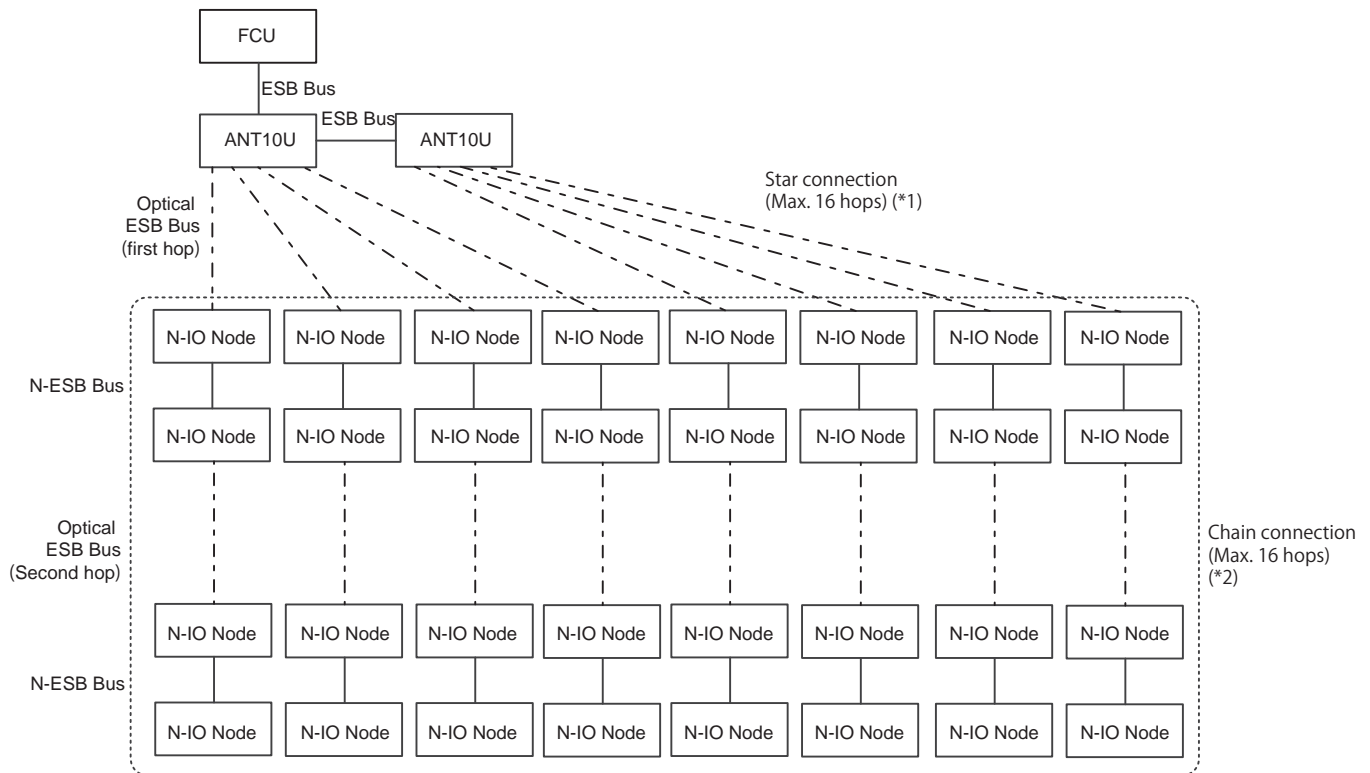 FCU
ESB Bus
ESB Bus
ANT10U
ANT10U
Star connection
(Max. 16 hops) (*1)
Optical
ESB Bus
(first hop)
N-IO Node
N-IO Node
N-IO Node
N-IO Node
N-IO Node
N-IO Node
N-IO Node
N-IO Node
N-ESB Bus
N-IO Node
N-IO Node
N-IO Node
N-IO Node
N-IO Node
N-IO Node
N-IO Node
N-IO Node
Optical
ESB Bus
(Second hop)
Chain connection
(Max. 16 hops)
(*2)
N-IO Node
N-IO Node
N-IO Node
N-IO Node
N-IO Node
N-IO Node
N-IO Node
N-IO Node
N-ESB Bus
N-IO Node
N-IO Node
N-IO Node
N-IO Node
N-IO Node
N-IO Node
N-IO Node
N-IO Node